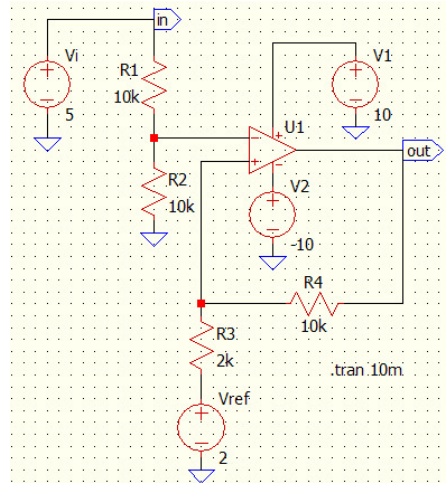 in
Vi
5
R1
10k
V1
10
U1
R2
10k
V2
-10
out
R4
10k
R3
2k
.tran 10m
Vref
2